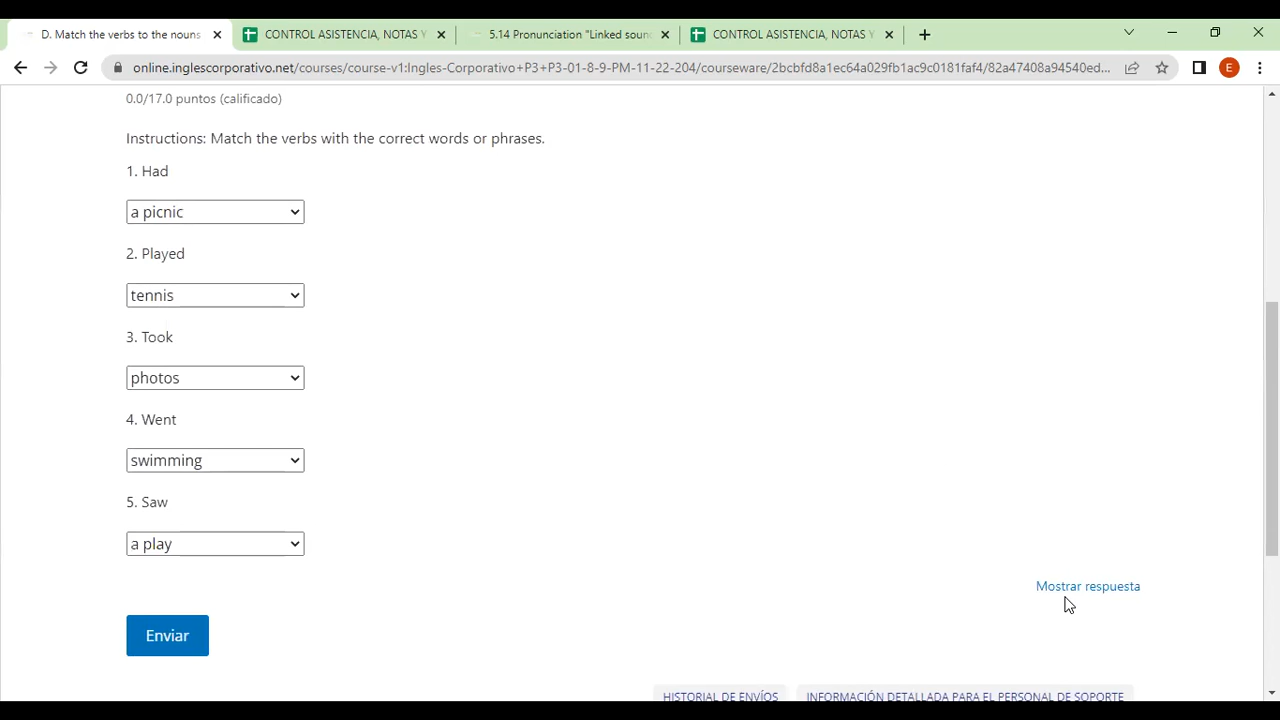 D. Match the verbs to the nouns
CONTROL ASISTENCIA, NOTAS Y
5.14 Pronunciation "Linked soun
CONTROL ASISTENCIA, NOTAS Y
online.inglescorporativo.net/courses/course-v1:Ingles-Corporativo+P3+P3-01-8-9-PM-11-22-204/courseware/2bcbfd8a1ec64a029fb1ac9c0181faf4/82a47408a94540ed...
E
0.0/17.0 puntos (calificado)
Instructions: Match the verbs with the correct words or phrases.
1. Had
a picnic
2. Played
tennis
3. Took
photos
4. Went
swimming
5. Saw
a play
Mostrar respuesta
Enviar
HISTORIAL DE ENVÍOS
INFORMACIÓN DETALLADA PARA EL PERSONAL DE SOPORTE